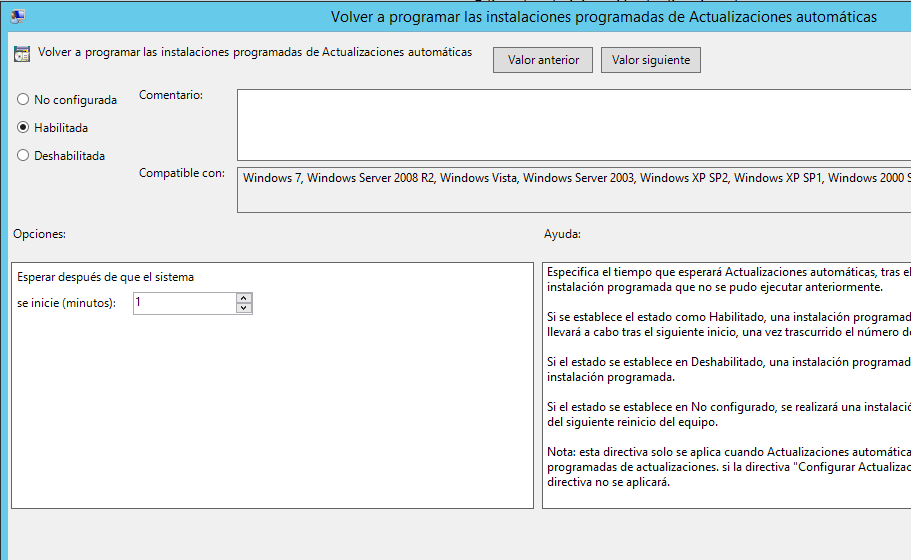 Volver a programar las instalaciones programadas de Actualizaciones automáticas
Volver a programar las instalaciones programadas de Actualizaciones automáticas
Valor anterior
Valor siguiente
No configurada
Habilitada
Deshabilitada
Comentario:
Compatible con:
Windows 7, Windows Server 2008 R2, Windows Vista, Windows Server 2003, Windows XP SP2, Windows XP SP1, Windows 2000 S
Opciones:
Ayuda:
Esperar después de que el sistema
se inicie (minutos):
1
Especifica el tiempo que esperará Actualizaciones automáticas, tras el
instalación programada que no se pudo ejecutar anteriormente.
Si se establece el estado como Habilitado, una instalación programad
llevará a cabo tras el siguiente inicio, una vez trascurrido el número d
Si el estado se establece en Deshabilitado, una instalación programada
instalación programada.
Si el estado se establece en No configurado, se realizará una instalació
del siguiente reinicio del equipo.
Nota: esta directiva solo se aplica cuando Actualizaciones automática
programadas de actualizaciones. si la directiva "Configurar Actualizac
directiva no se aplicará.